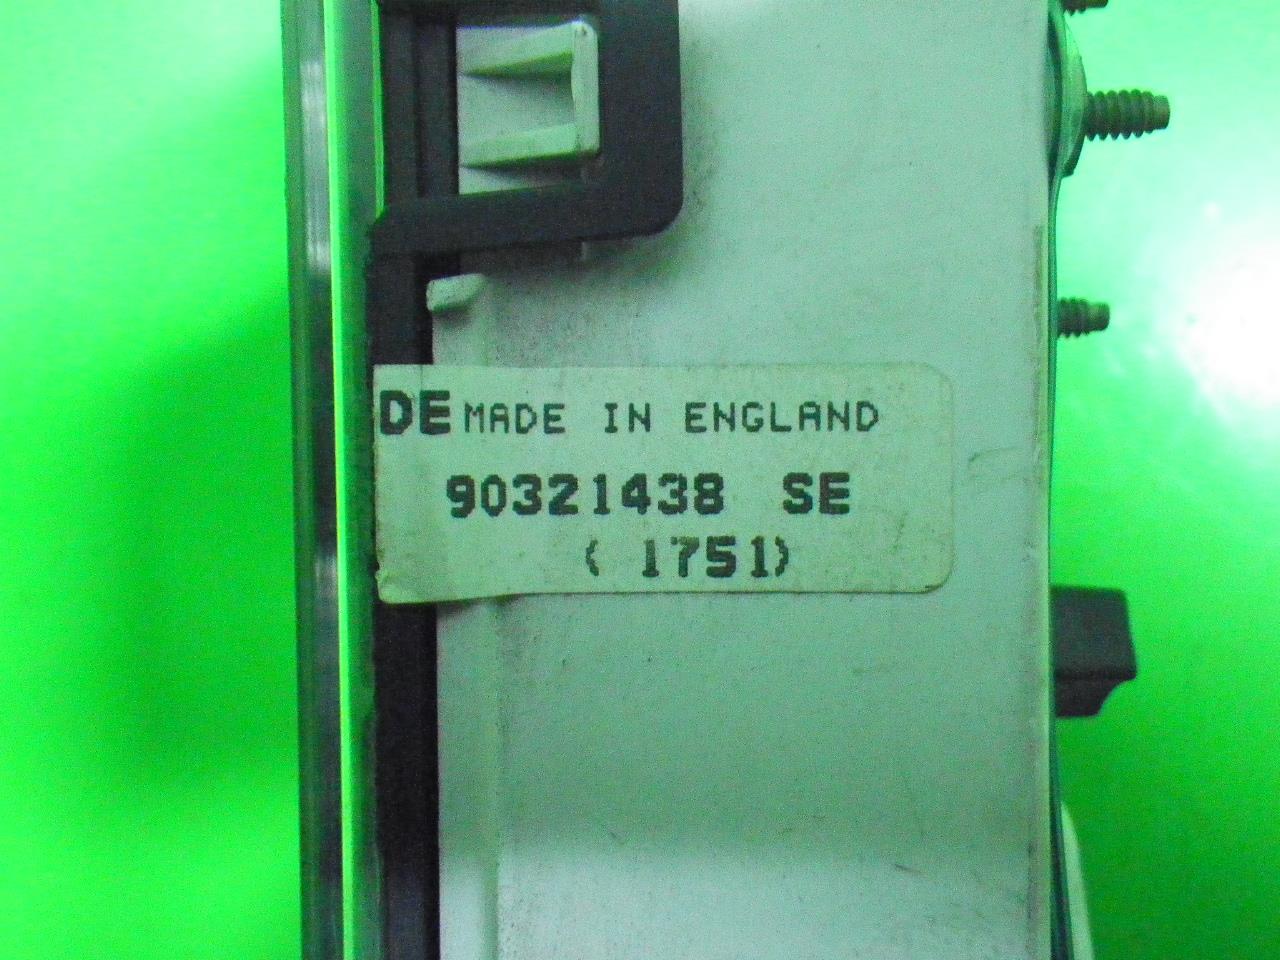 DE MADE IN ENGLAND
90321438 SE
( 1751)